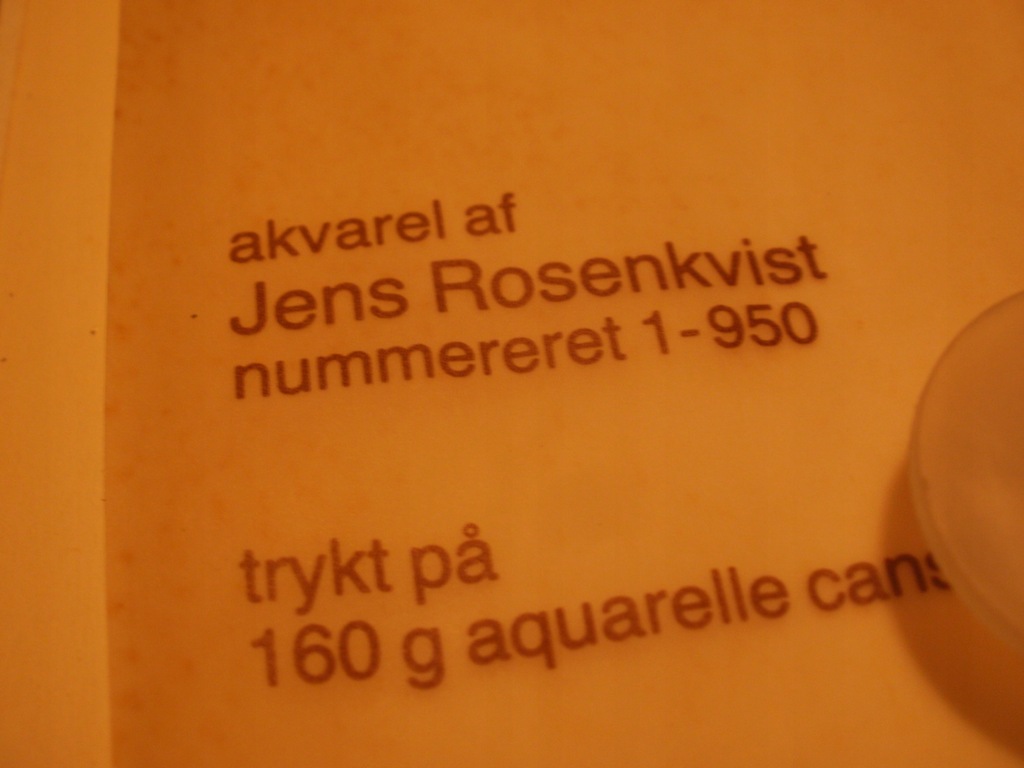 akvarel af
Jens Rosenkvist
nummereret 1-950
trykt på
160 g aquarelle